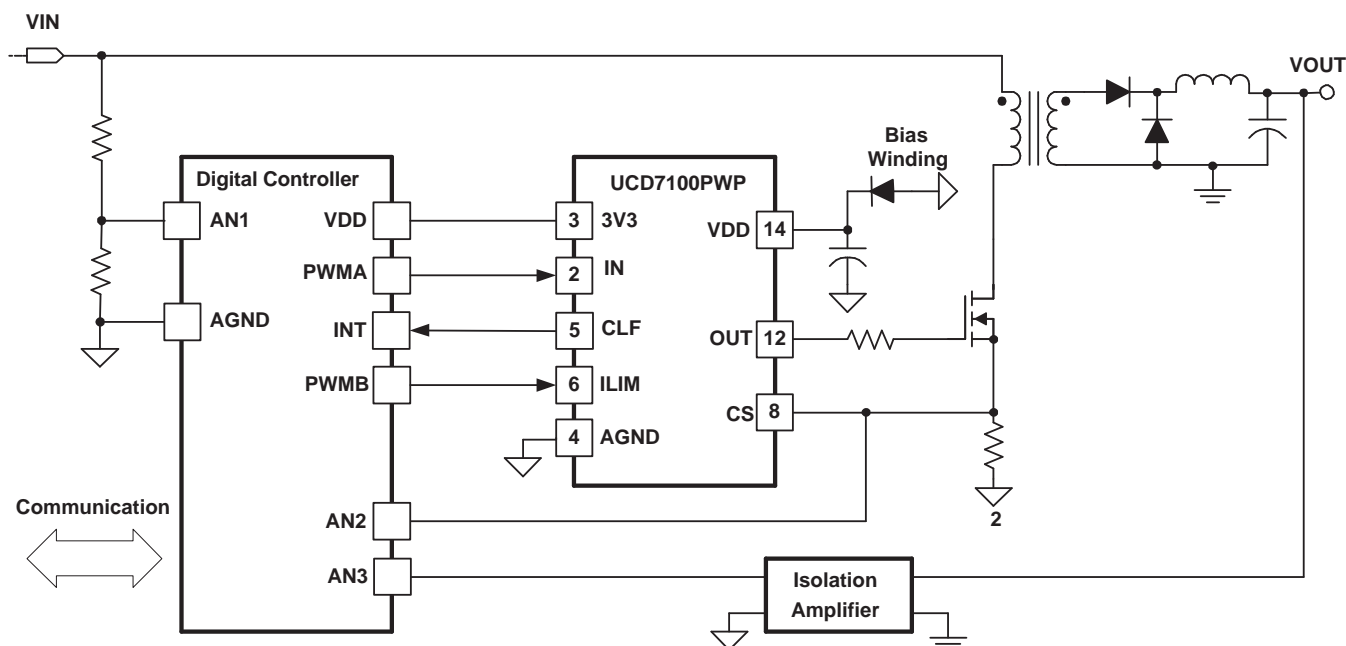 VIN
VOUT
Bias
Winding
Digital Controller
UCD7100PWP
AN1
VDD
3
3V3
VDD
14
PWMA
2
IN
AGND
INT
5
CLF
OUT
12
PWMB
6
ILIM
CS
8
4
AGND
Communication
AN2
2
AN3
Isolation
Amplifier